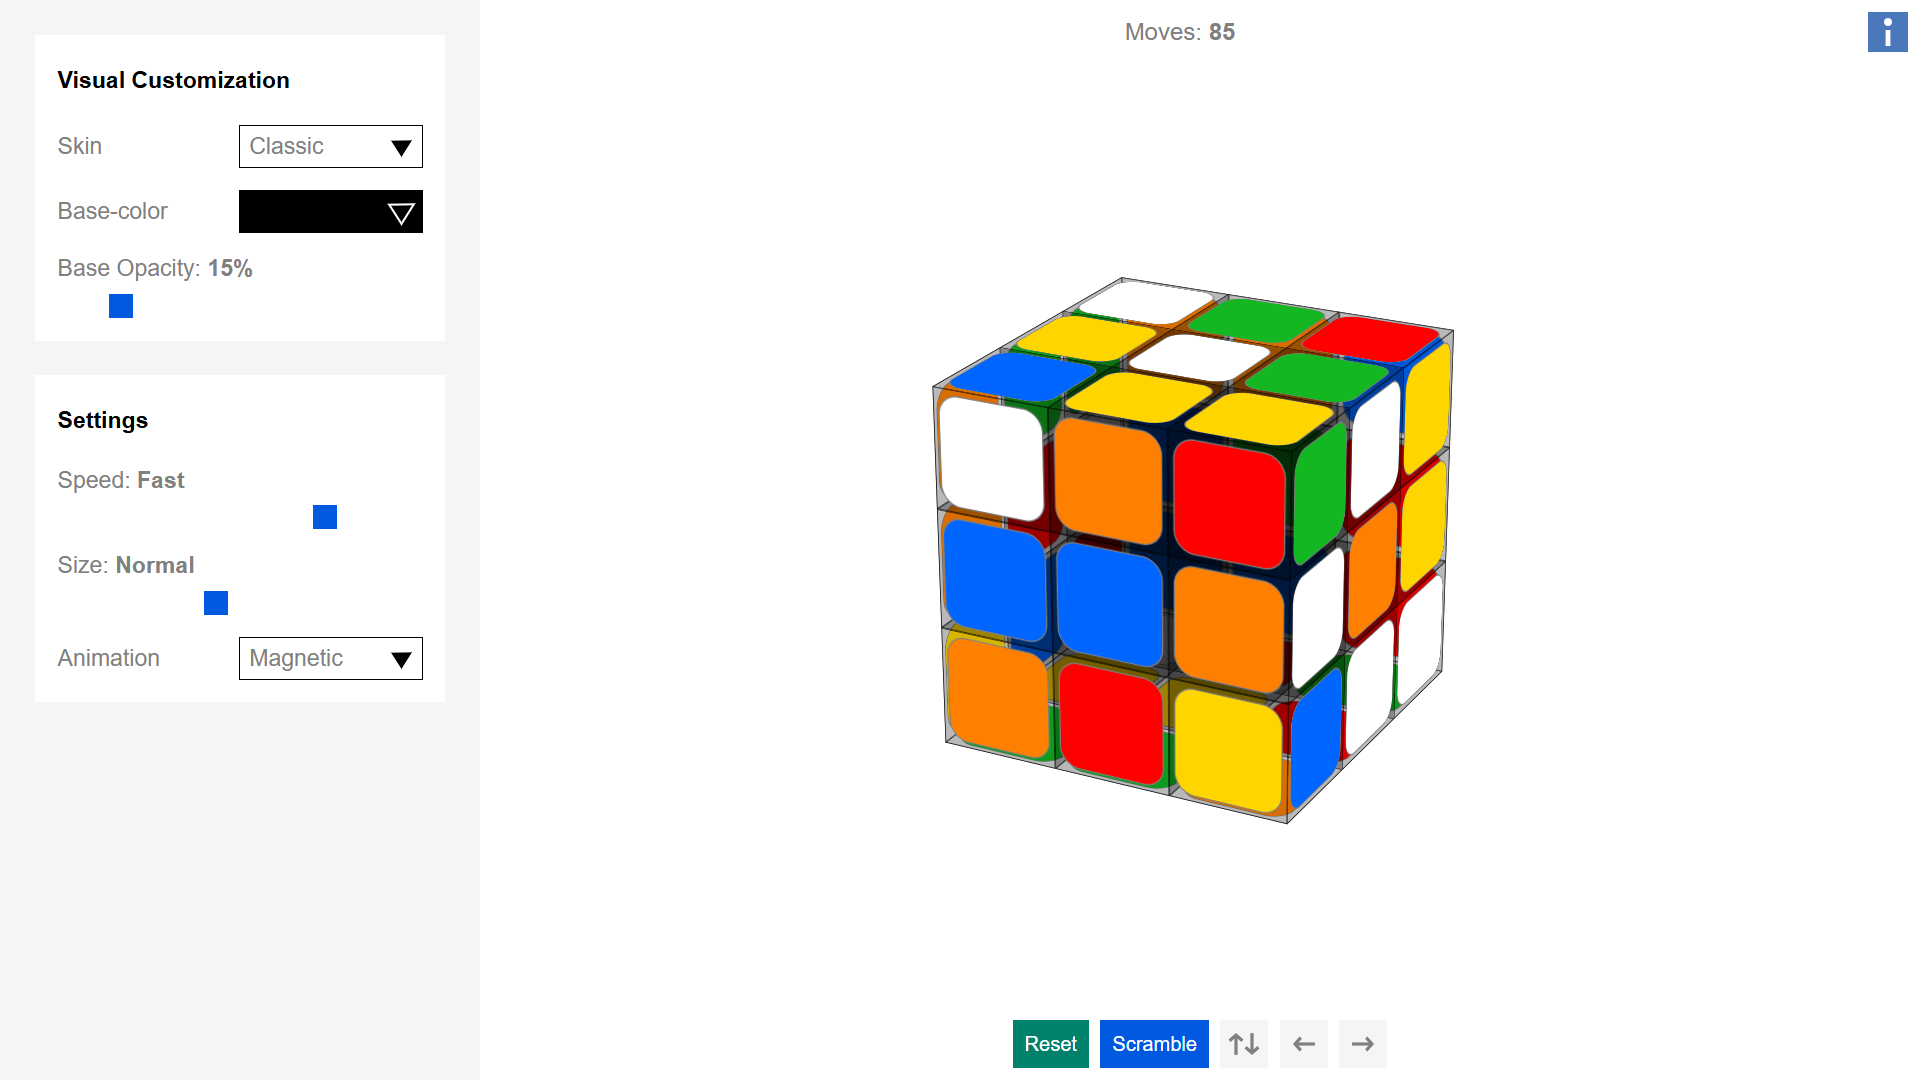 Moves: 85
Visual Customization
Skin
Classic
Base-color
Base Opacity: 15%
Settings
Speed: Fast
Size: Normal
Animation
Magnetic
Reset
Scramble